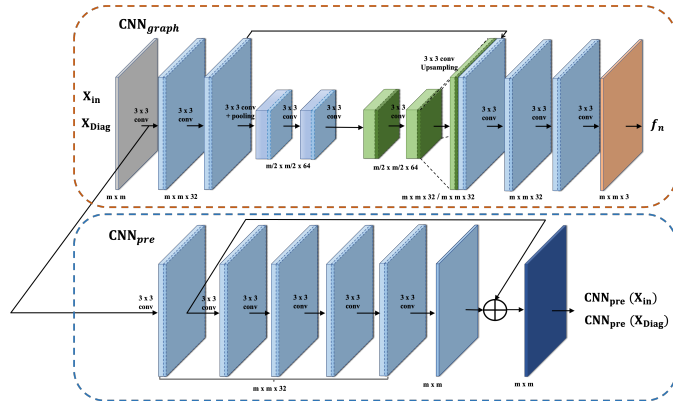 CNN_graph
X_in
X_Diag
3 x 3
conv
3 x 3
conv
3 x 3 conv
+ pooling
3 x 3
conv
3 x 3
conv
3 x 3
conv
3 x 3
conv
3 x 3 conv
Upsampling
3 x 3
conv
3 x 3
conv
3 x 3
conv
f_n
m x m
m x m x 32
m/2 x m/2 x 64
m/2 x m/2 x 64
m x m x 32 / m x m x 32
m x m x 32
m x m x 3
CNN_pre
3 x 3
conv
3 x 3
conv
3 x 3
conv
3 x 3
conv
3 x 3
conv
CNN_pre (X_in)
CNN_pre (X_Diag)
m x m x 32
m x m
m x m